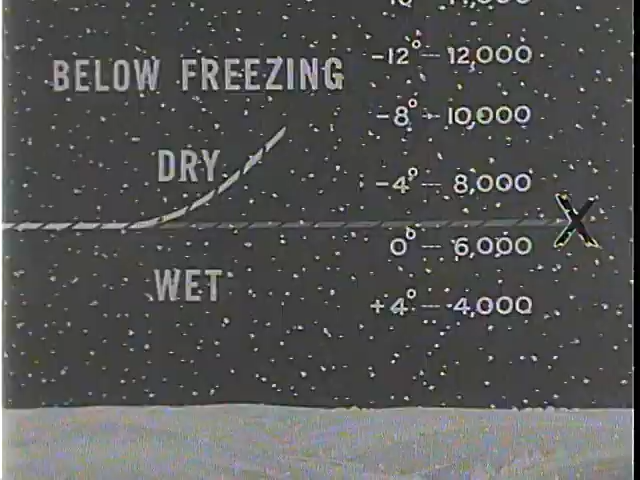 BELOW FREEZING
-12° - 12,000
-8° - 10,000
DRY
-4° - 8,000
X
0° - 6,000
WET
+4° - 4,000